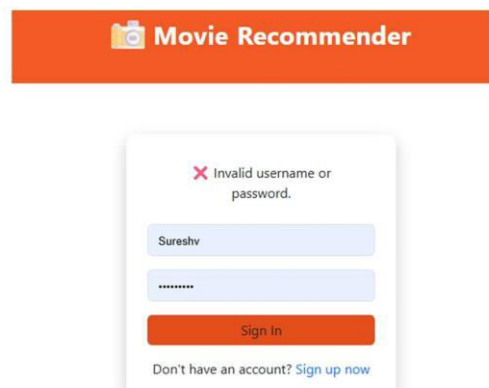 Movie Recommender
❌ Invalid username or
password.
Sureshv
•••••••••
Sign In
Don't have an account? Sign up now